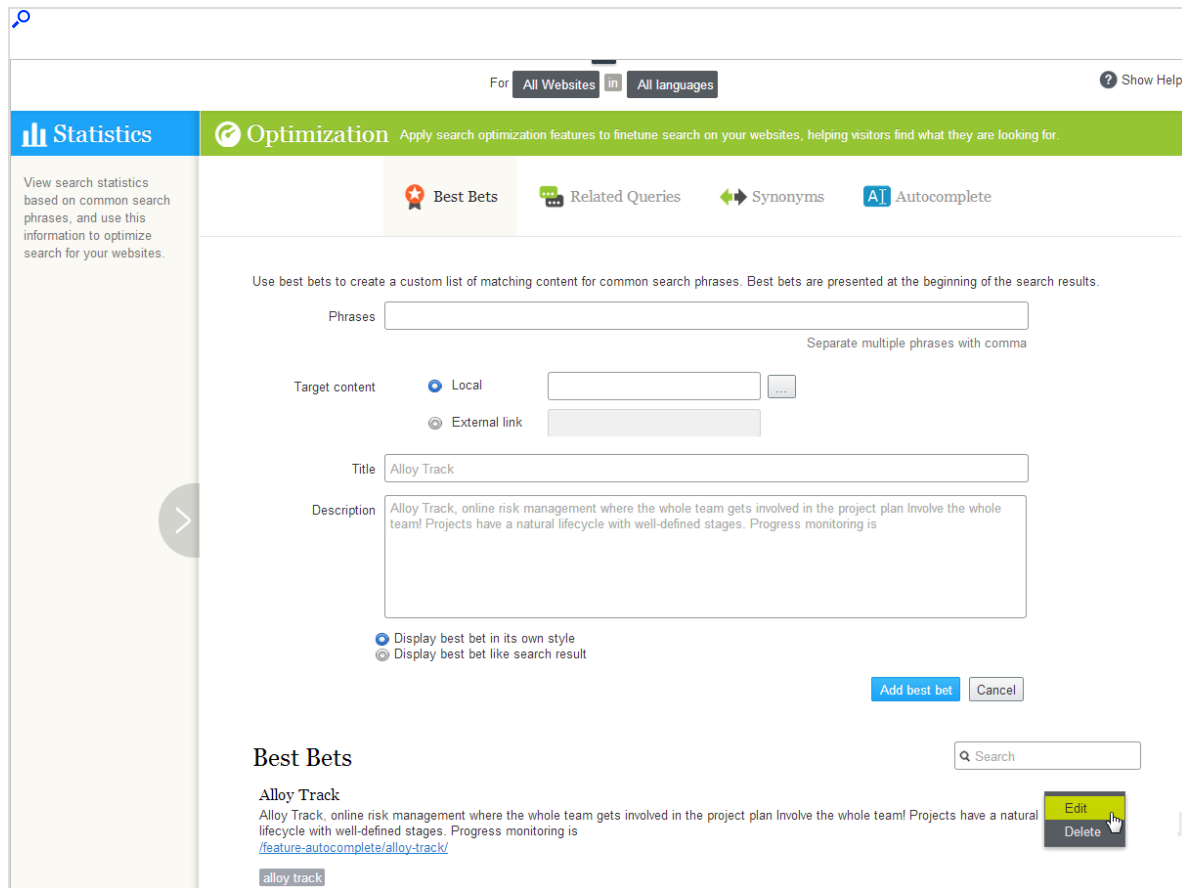 For All Websites in All languages
? Show Help
Statistics
Optimization Apply search optimization features to finetune search on your websites, helping visitors find what they are looking for.
View search statistics
based on common search
phrases, and use this
information to optimize
search for your websites.
Best Bets
Related Queries
Synonyms
AI Autocomplete
Use best bets to create a custom list of matching content for common search phrases. Best bets are presented at the beginning of the search results.
Phrases
Separate multiple phrases with comma
Target content
Local
...
External link
Title Alloy Track
Description Alloy Track, online risk management where the whole team gets involved in the project plan Involve the whole
team! Projects have a natural lifecycle with well-defined stages. Progress monitoring is
Display best bet in its own style
Display best bet like search result
Add best bet Cancel
Best Bets
Search
Alloy Track
Alloy Track, online risk management where the whole team gets involved in the project plan Involve the whole team! Projects have a natural
lifecycle with well-defined stages. Progress monitoring is
/feature-autocomplete/alloy-track/
Edit
Delete
alloy track